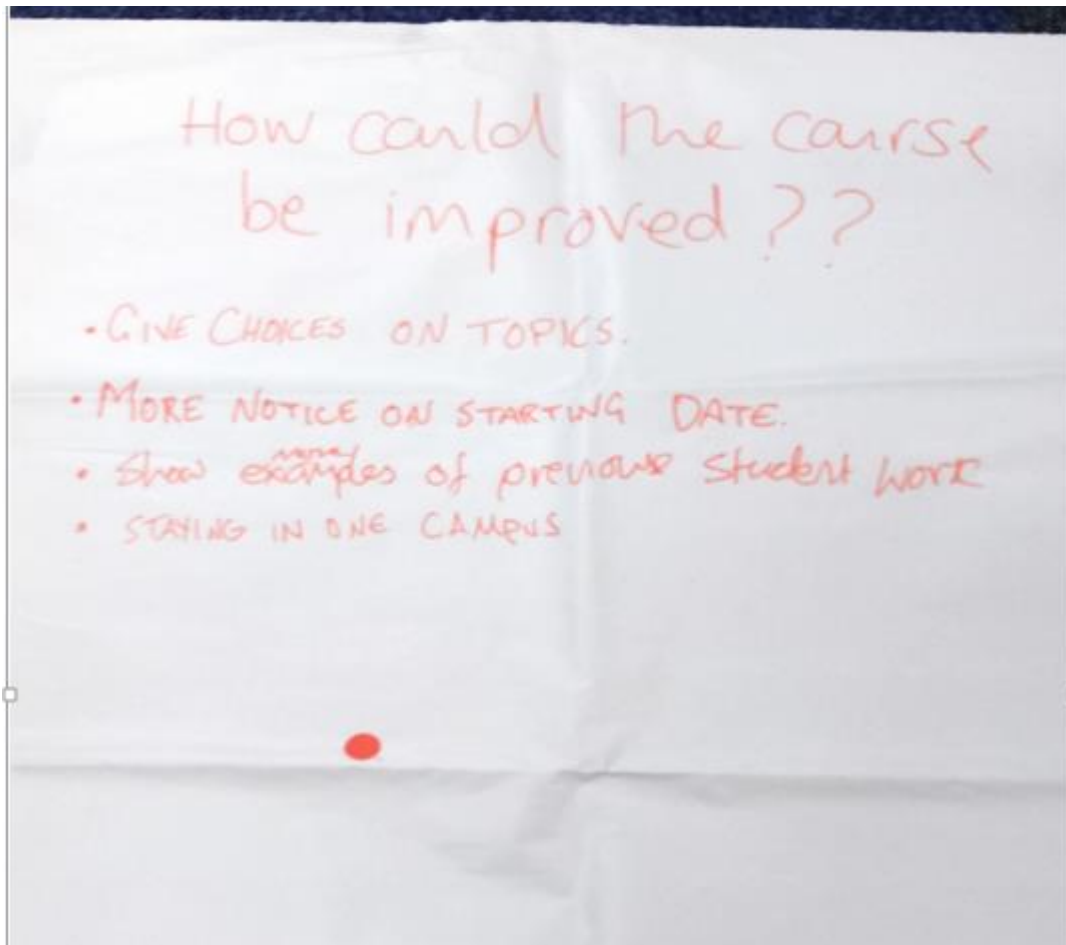 How could the course
be improved ??
• GIVE CHOICES ON TOPICS.
• MORE NOTICE ON STARTING DATE.
• Show examples of previous student work
• STAYING IN ONE CAMPUS